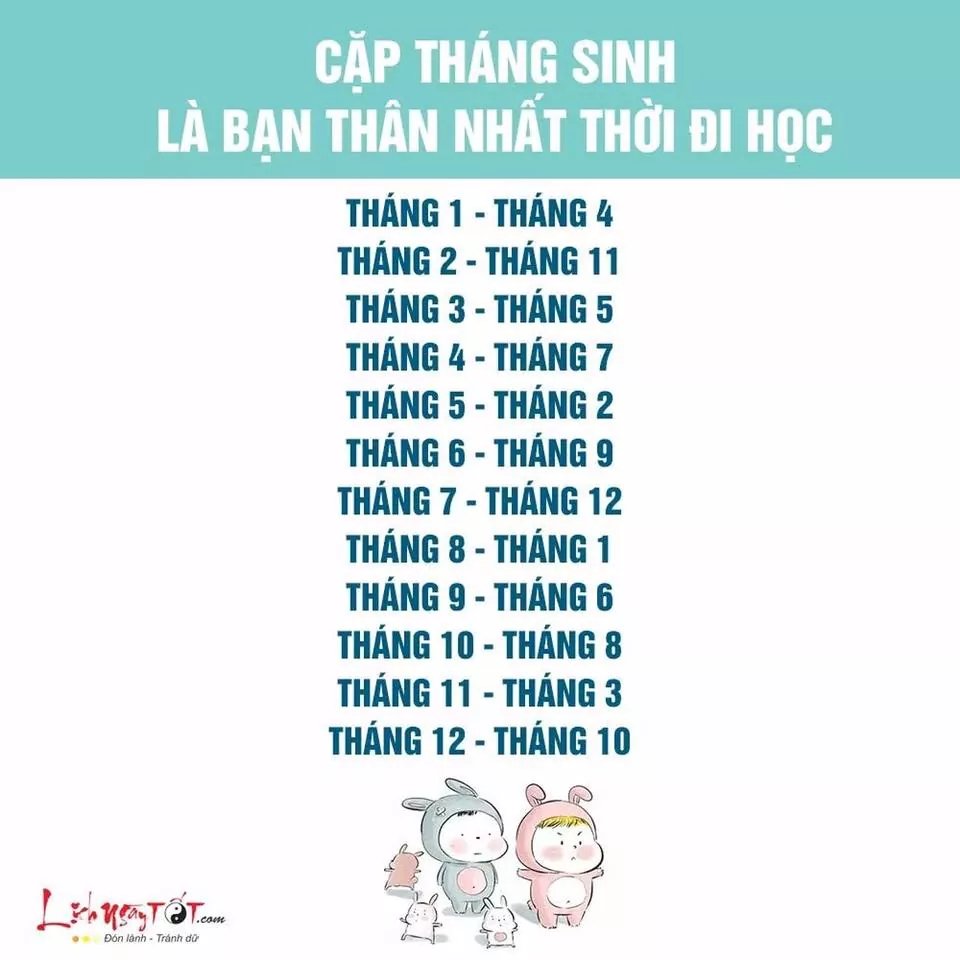 CẶP THÁNG SINH
LÀ BẠN THÂN NHẤT THỜI ĐI HỌC
THÁNG 1 - THÁNG 4
THÁNG 2 - THÁNG 11
THÁNG 3 - THÁNG 5
THÁNG 4 - THÁNG 7
THÁNG 5 - THÁNG 2
THÁNG 6 - THÁNG 9
THÁNG 7 - THÁNG 12
THÁNG 8 - THÁNG 1
THÁNG 9 - THÁNG 6
THÁNG 10 - THÁNG 8
THÁNG 11 - THÁNG 3
THÁNG 12 - THÁNG 10
LịchNgàyTỐT.com
Đón lành - Tránh dữ